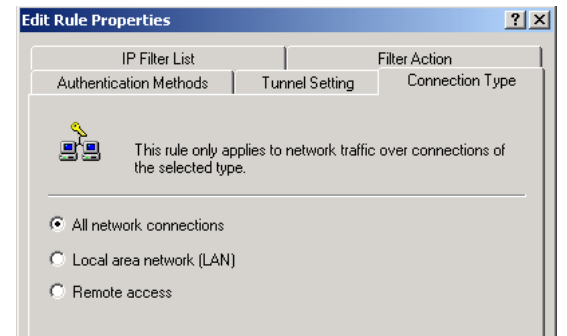 Edit Rule Properties
IP Filter List
Filter Action
Authentication Methods
Tunnel Setting
Connection Type
This rule only applies to network traffic over connections of
the selected type.
All network connections
Local area network (LAN)
Remote access